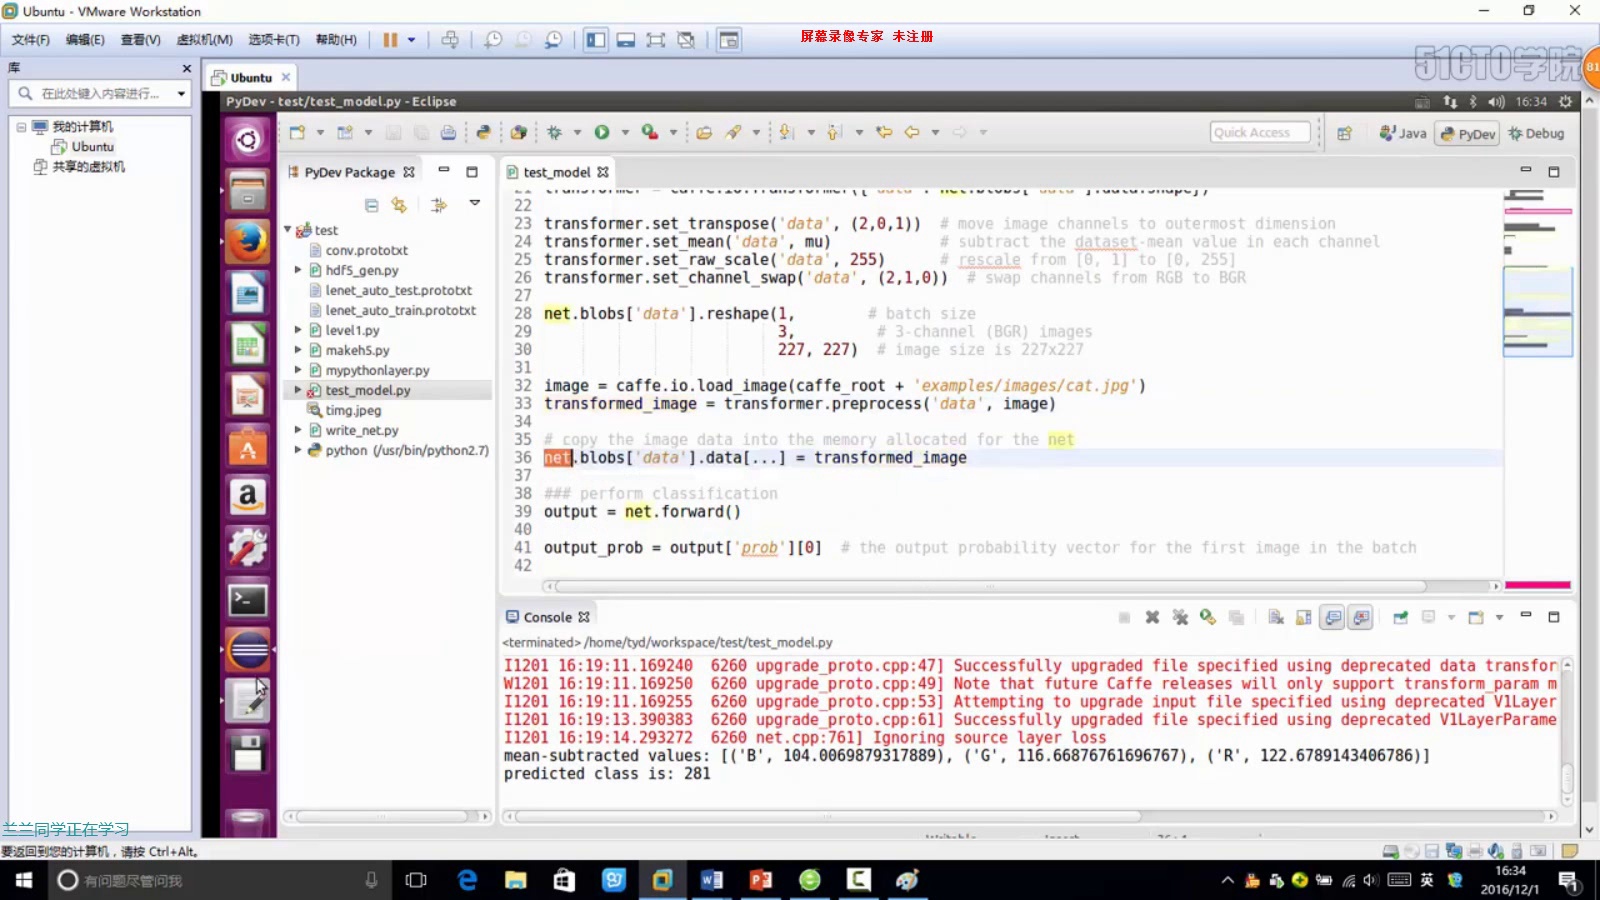 Ubuntu - VMware Workstation
文件(F) 编辑(E) 查看(V) 虚拟机(M) 选项卡(T) 帮助(H)
屏幕录像专家 未注册
51CTO学院
81
库
在此处键入内容进行...
我的计算机
Ubuntu
共享的虚拟机
Ubuntu
PyDev - test/test_model.py - Eclipse
16:34
Quick Access
Java
PyDev
Debug
PyDev Package
test
conv.prototxt
hdf5_gen.py
lenet_auto_test.prototxt
lenet_auto_train.prototxt
level1.py
makeh5.py
mypythonlayer.py
test_model.py
timg.jpeg
write_net.py
python (/usr/bin/python2.7)
test_model
21 transformer = caffe.io.Transformer({'data': net.blobs['data'].data.shape})
22
23 transformer.set_transpose('data', (2,0,1)) # move image channels to outermost dimension
24 transformer.set_mean('data', mu) # subtract the dataset-mean value in each channel
25 transformer.set_raw_scale('data', 255) # rescale from [0, 1] to [0, 255]
26 transformer.set_channel_swap('data', (2,1,0)) # swap channels from RGB to BGR
27
28 net.blobs['data'].reshape(1, # batch size
29 3, # 3-channel (BGR) images
30 227, 227) # image size is 227x227
31
32 image = caffe.io.load_image(caffe_root + 'examples/images/cat.jpg')
33 transformed_image = transformer.preprocess('data', image)
34
35 # copy the image data into the memory allocated for the net
36 net.blobs['data'].data[...] = transformed_image
37
38 ### perform classification
39 output = net.forward()
40
41 output_prob = output['prob'][0] # the output probability vector for the first image in the batch
42
Console
<terminated> /home/tyd/workspace/test/test_model.py
I1201 16:19:11.169240 6260 upgrade_proto.cpp:47] Successfully upgraded file specified using deprecated data transfor
W1201 16:19:11.169250 6260 upgrade_proto.cpp:49] Note that future Caffe releases will only support transform_param m
I1201 16:19:11.169255 6260 upgrade_proto.cpp:53] Attempting to upgrade input file specified using deprecated V1Layer
I1201 16:19:13.390383 6260 upgrade_proto.cpp:61] Successfully upgraded file specified using deprecated V1LayerParame
I1201 16:19:14.293272 6260 net.cpp:761] Ignoring source layer loss
mean-subtracted values: [('B', 104.0069879317889), ('G', 116.66876761696767), ('R', 122.6789143406786)]
predicted class is: 281
兰兰同学正在学习
要返回到您的计算机，请按 Ctrl+Alt。
有问题尽管问我
英
16:34
2016/12/1
1